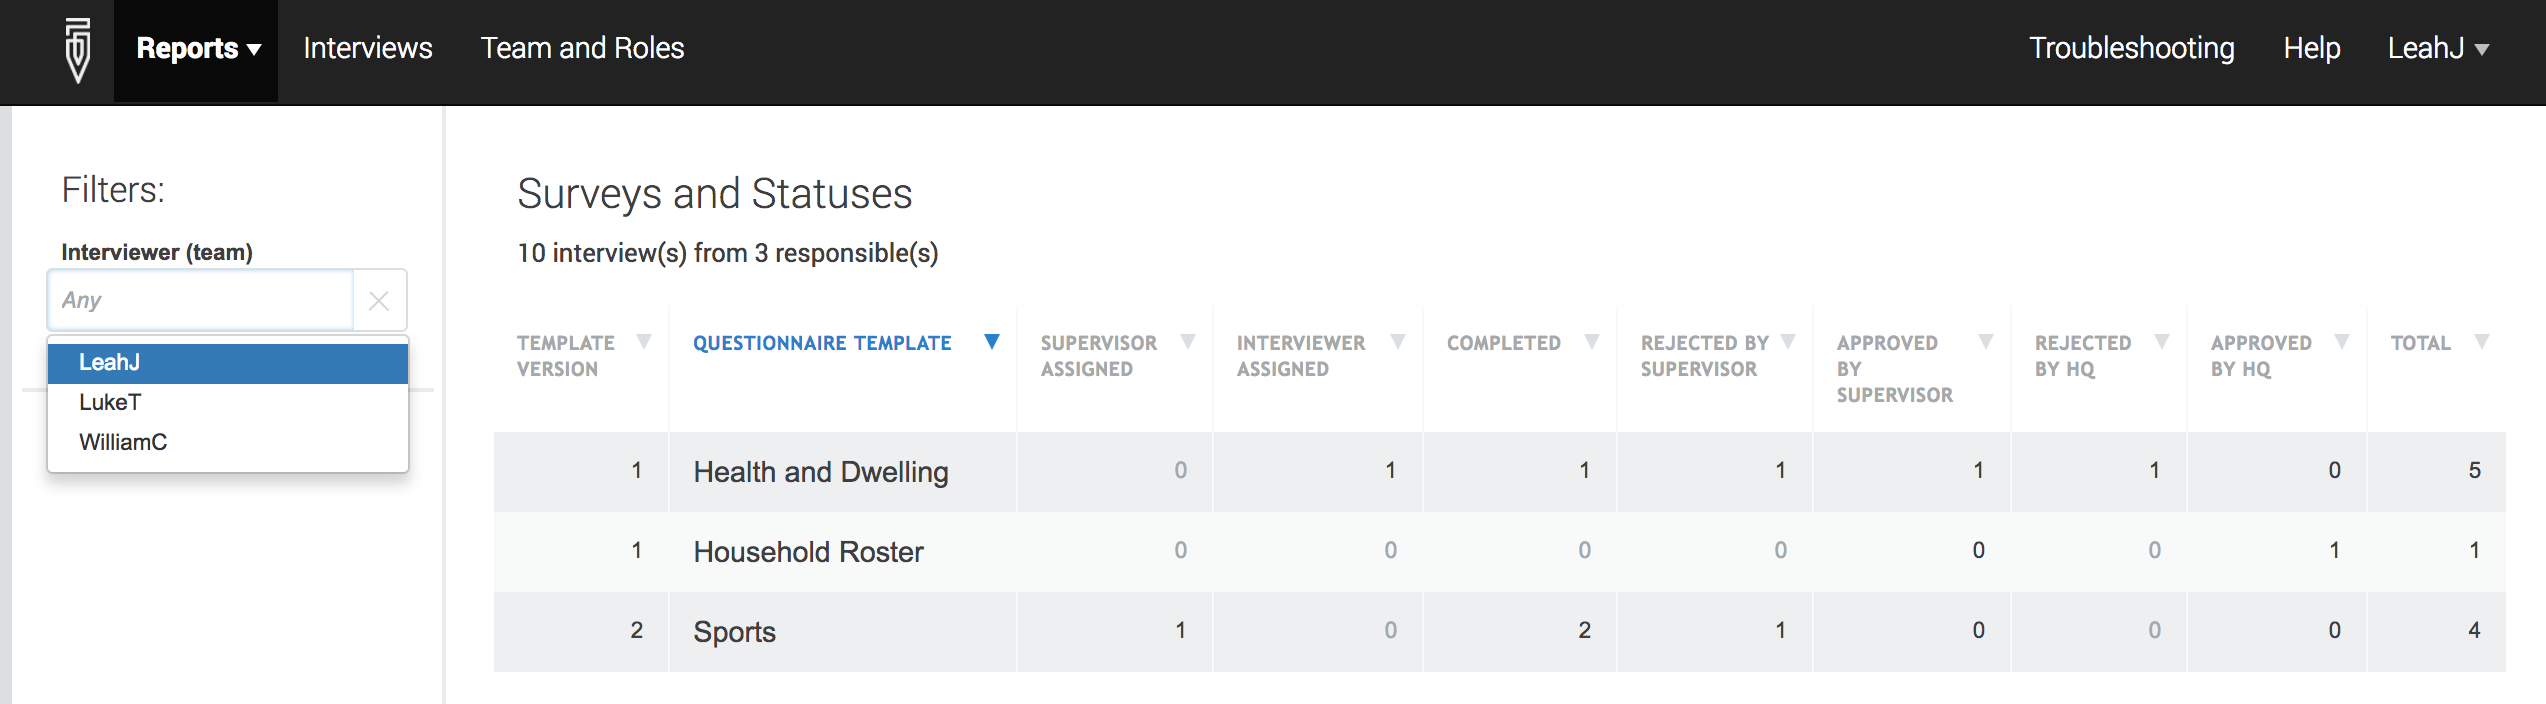 Reports Interviews Team and Roles Troubleshooting Help LeahJ
Filters:
Interviewer (team)
Any
LeahJ
LukeT
WilliamC
Surveys and Statuses
10 interview(s) from 3 responsible(s)
TEMPLATE VERSION QUESTIONNAIRE TEMPLATE SUPERVISOR ASSIGNED INTERVIEWER ASSIGNED COMPLETED REJECTED BY SUPERVISOR APPROVED BY SUPERVISOR REJECTED BY HQ APPROVED BY HQ TOTAL
1 Health and Dwelling 0 1 1 1 1 1 0 5
1 Household Roster 0 0 0 0 0 0 1 1
2 Sports 1 0 2 1 0 0 0 4